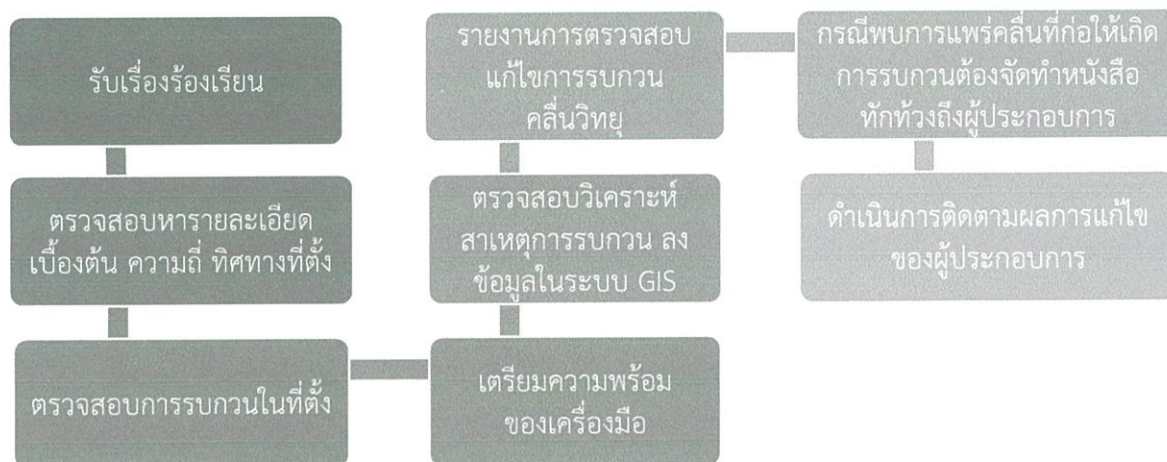 รับเรื่องร้องเรียน
ตรวจสอบหารายละเอียด
เบื้องต้น ความถี่ ทิศทางที่ตั้ง
ตรวจสอบการรบกวนในที่ตั้ง
เตรียมความพร้อม
ของเครื่องมือ
ตรวจสอบวิเคราะห์
สาเหตุการรบกวน ลง
ข้อมูลในระบบ GIS
รายงานการตรวจสอบ
แก้ไขการรบกวน
คลื่นวิทยุ
กรณีพบการแพร่คลื่นที่ก่อให้เกิด
การรบกวนต้องจัดทำหนังสือ
ทักท้วงถึงผู้ประกอบการ
ดำเนินการติดตามผลการแก้ไข
ของผู้ประกอบการ